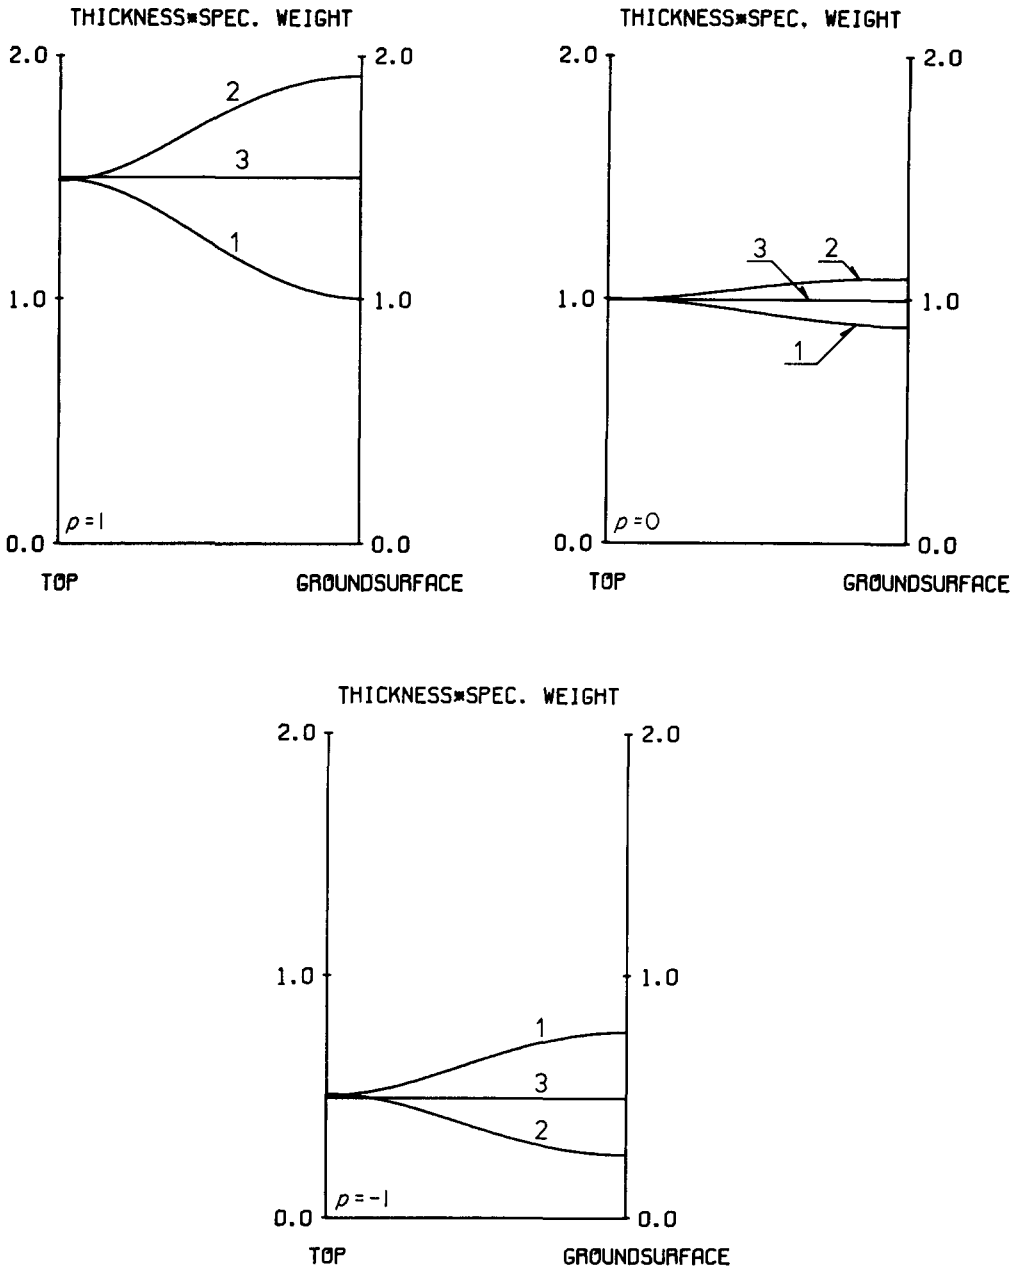 THICKNESS*SPEC. WEIGHT
2.0 2.0
2
3
1
1.0 1.0
p=1
0.0 0.0
TOP GROUNDSURFACE
THICKNESS*SPEC. WEIGHT
2.0 2.0
3 2
1.0 1.0
1
p=0
0.0 0.0
TOP GROUNDSURFACE
THICKNESS*SPEC. WEIGHT
2.0 2.0
1.0 1.0
1
3
2
p=-1
0.0 0.0
TOP GROUNDSURFACE